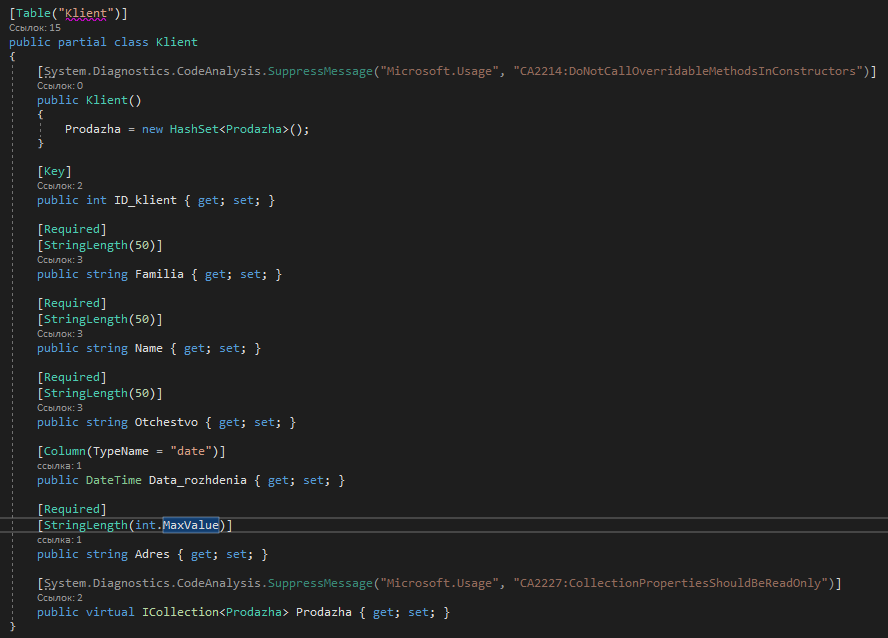 [Table("Klient")]
Ссылок: 15
public partial class Klient
{
[System.Diagnostics.CodeAnalysis.SuppressMessage("Microsoft.Usage", "CA2214:DoNotCallOverridableMethodsInConstructors")]
Ссылок: 0
public Klient()
{
Prodazha = new HashSet<Prodazha>();
}
[Key]
Ссылок: 2
public int ID_klient { get; set; }
[Required]
[StringLength(50)]
Ссылок: 3
public string Familia { get; set; }
[Required]
[StringLength(50)]
Ссылок: 3
public string Name { get; set; }
[Required]
[StringLength(50)]
Ссылок: 3
public string Otchestvo { get; set; }
[Column(TypeName = "date")]
ссылка: 1
public DateTime Data_rozhdenia { get; set; }
[Required]
[StringLength(int.MaxValue)]
ссылка: 1
public string Adres { get; set; }
[System.Diagnostics.CodeAnalysis.SuppressMessage("Microsoft.Usage", "CA2227:CollectionPropertiesShouldBeReadOnly")]
Ссылок: 2
public virtual ICollection<Prodazha> Prodazha { get; set; }
}